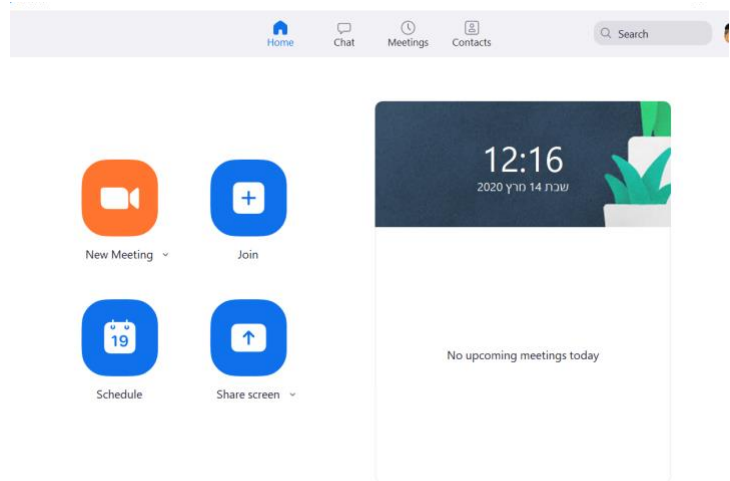 Home Chat Meetings Contacts Search
12:16
שבת 14 מרץ 2020
New Meeting Join
19
Schedule Share screen
No upcoming meetings today